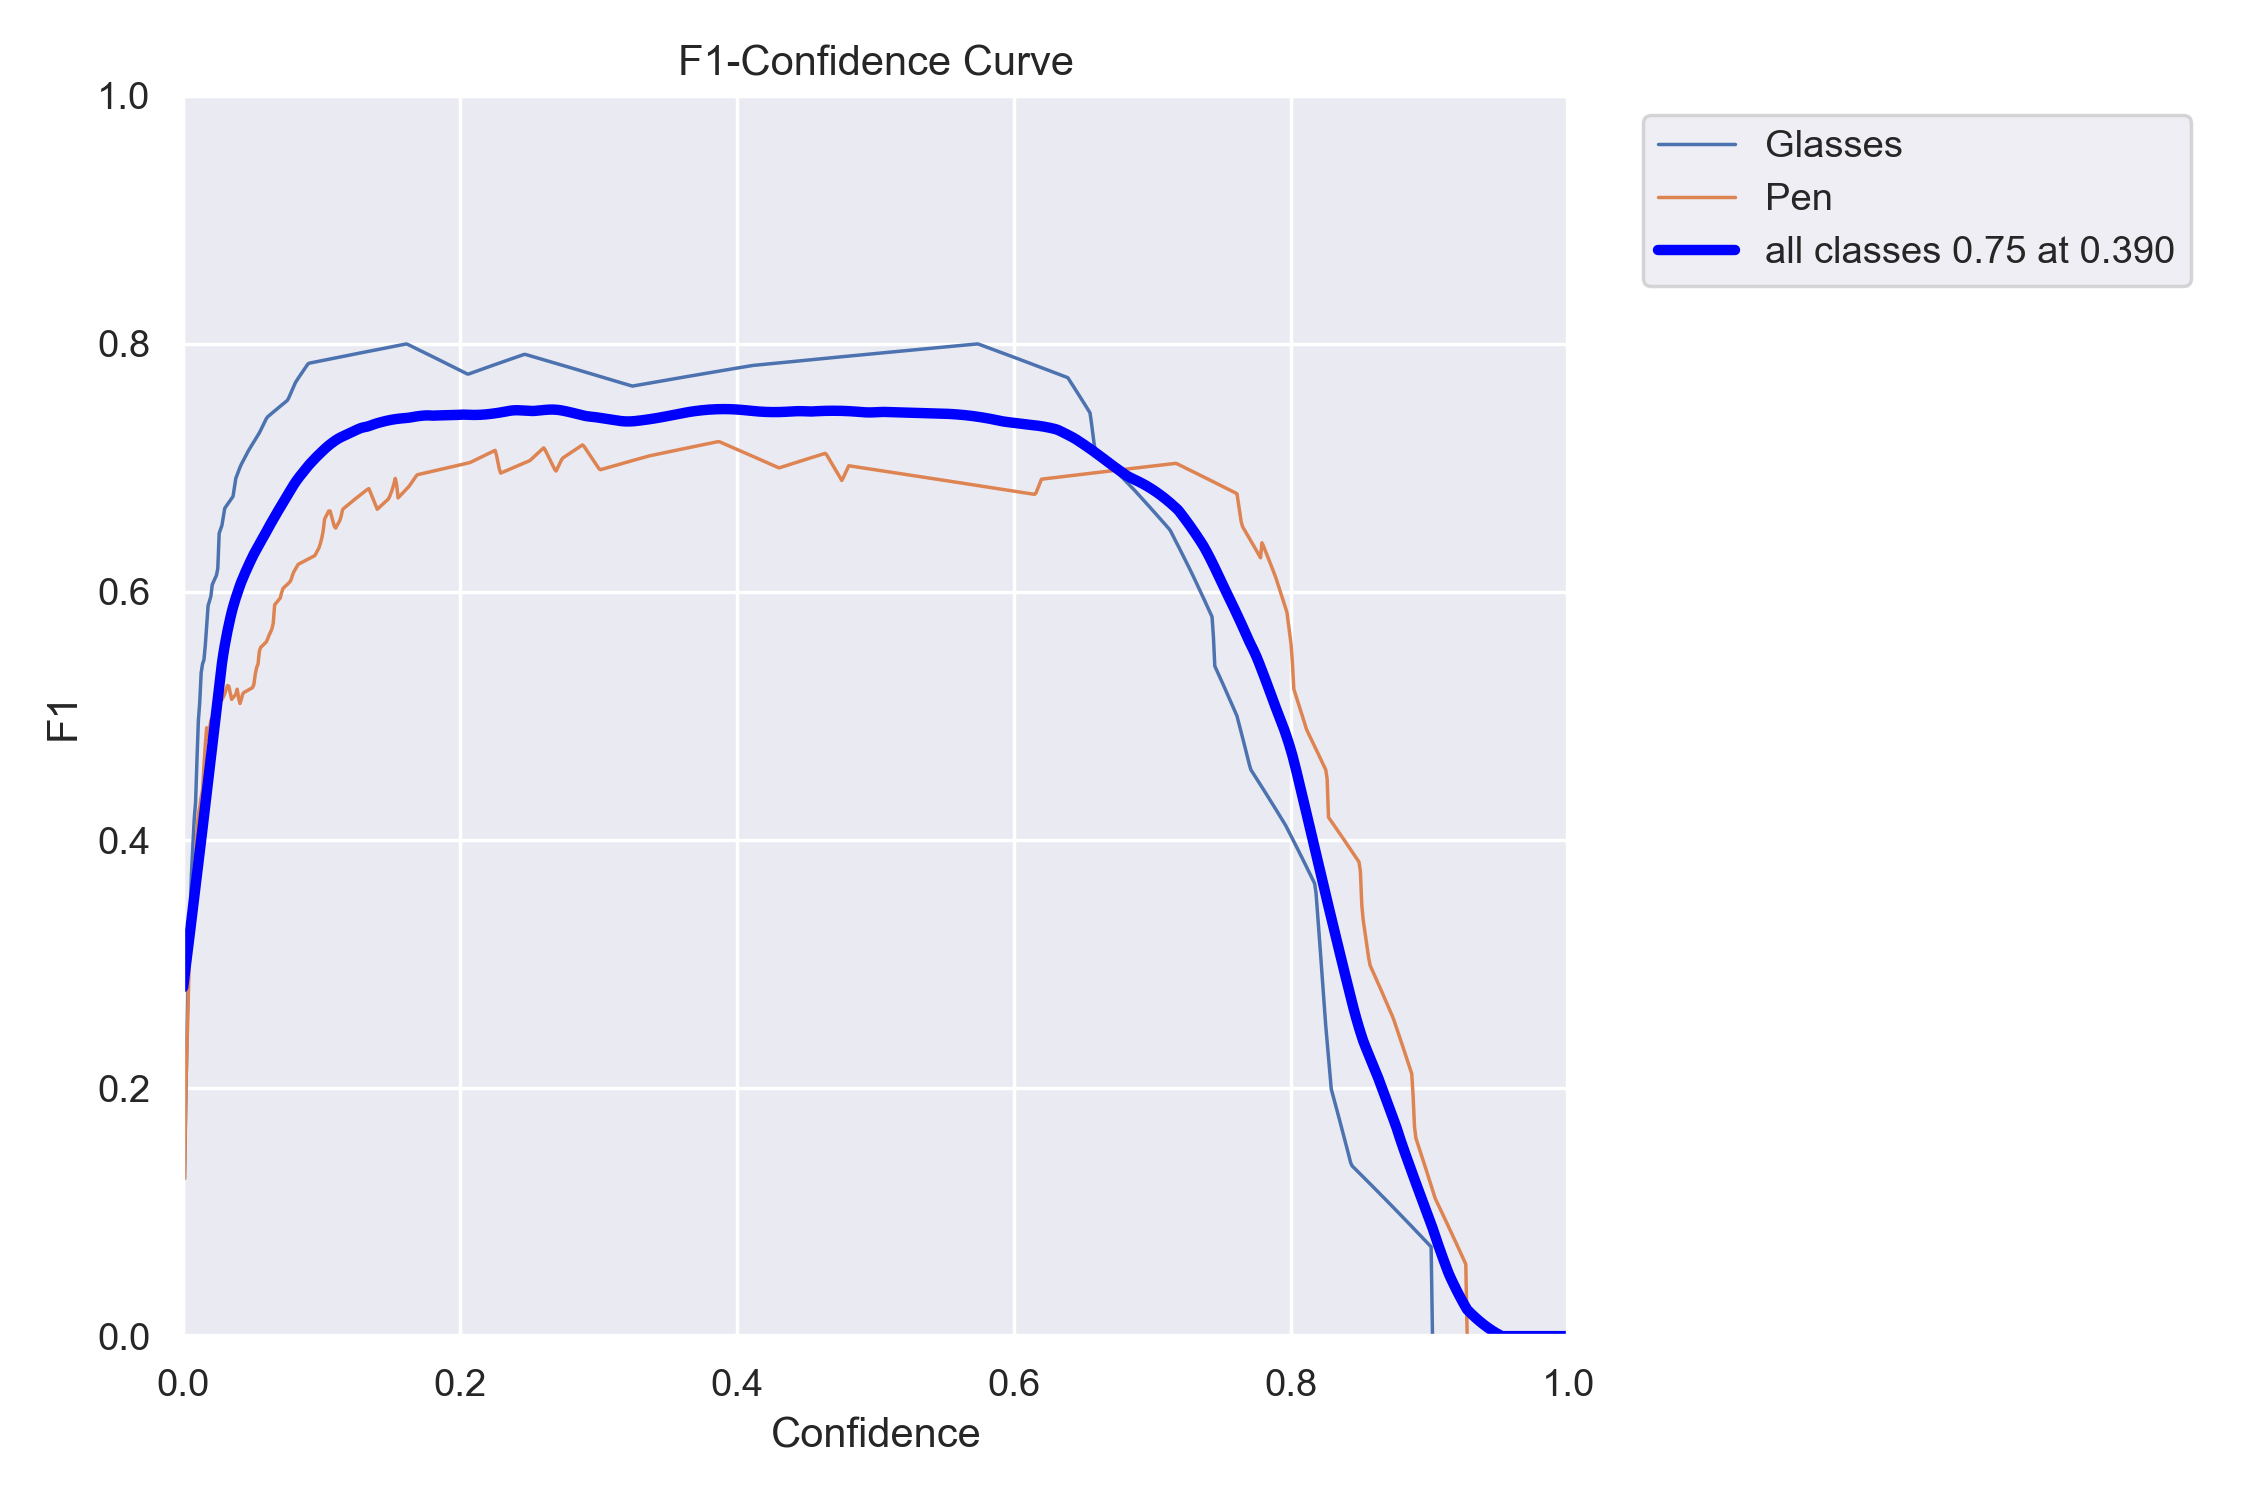 F1-Confidence Curve
1.0
0.8
0.6
0.4
0.2
0.0
F1
0.0 0.2 0.4 0.6 0.8 1.0
Confidence
Glasses
Pen
all classes 0.75 at 0.390